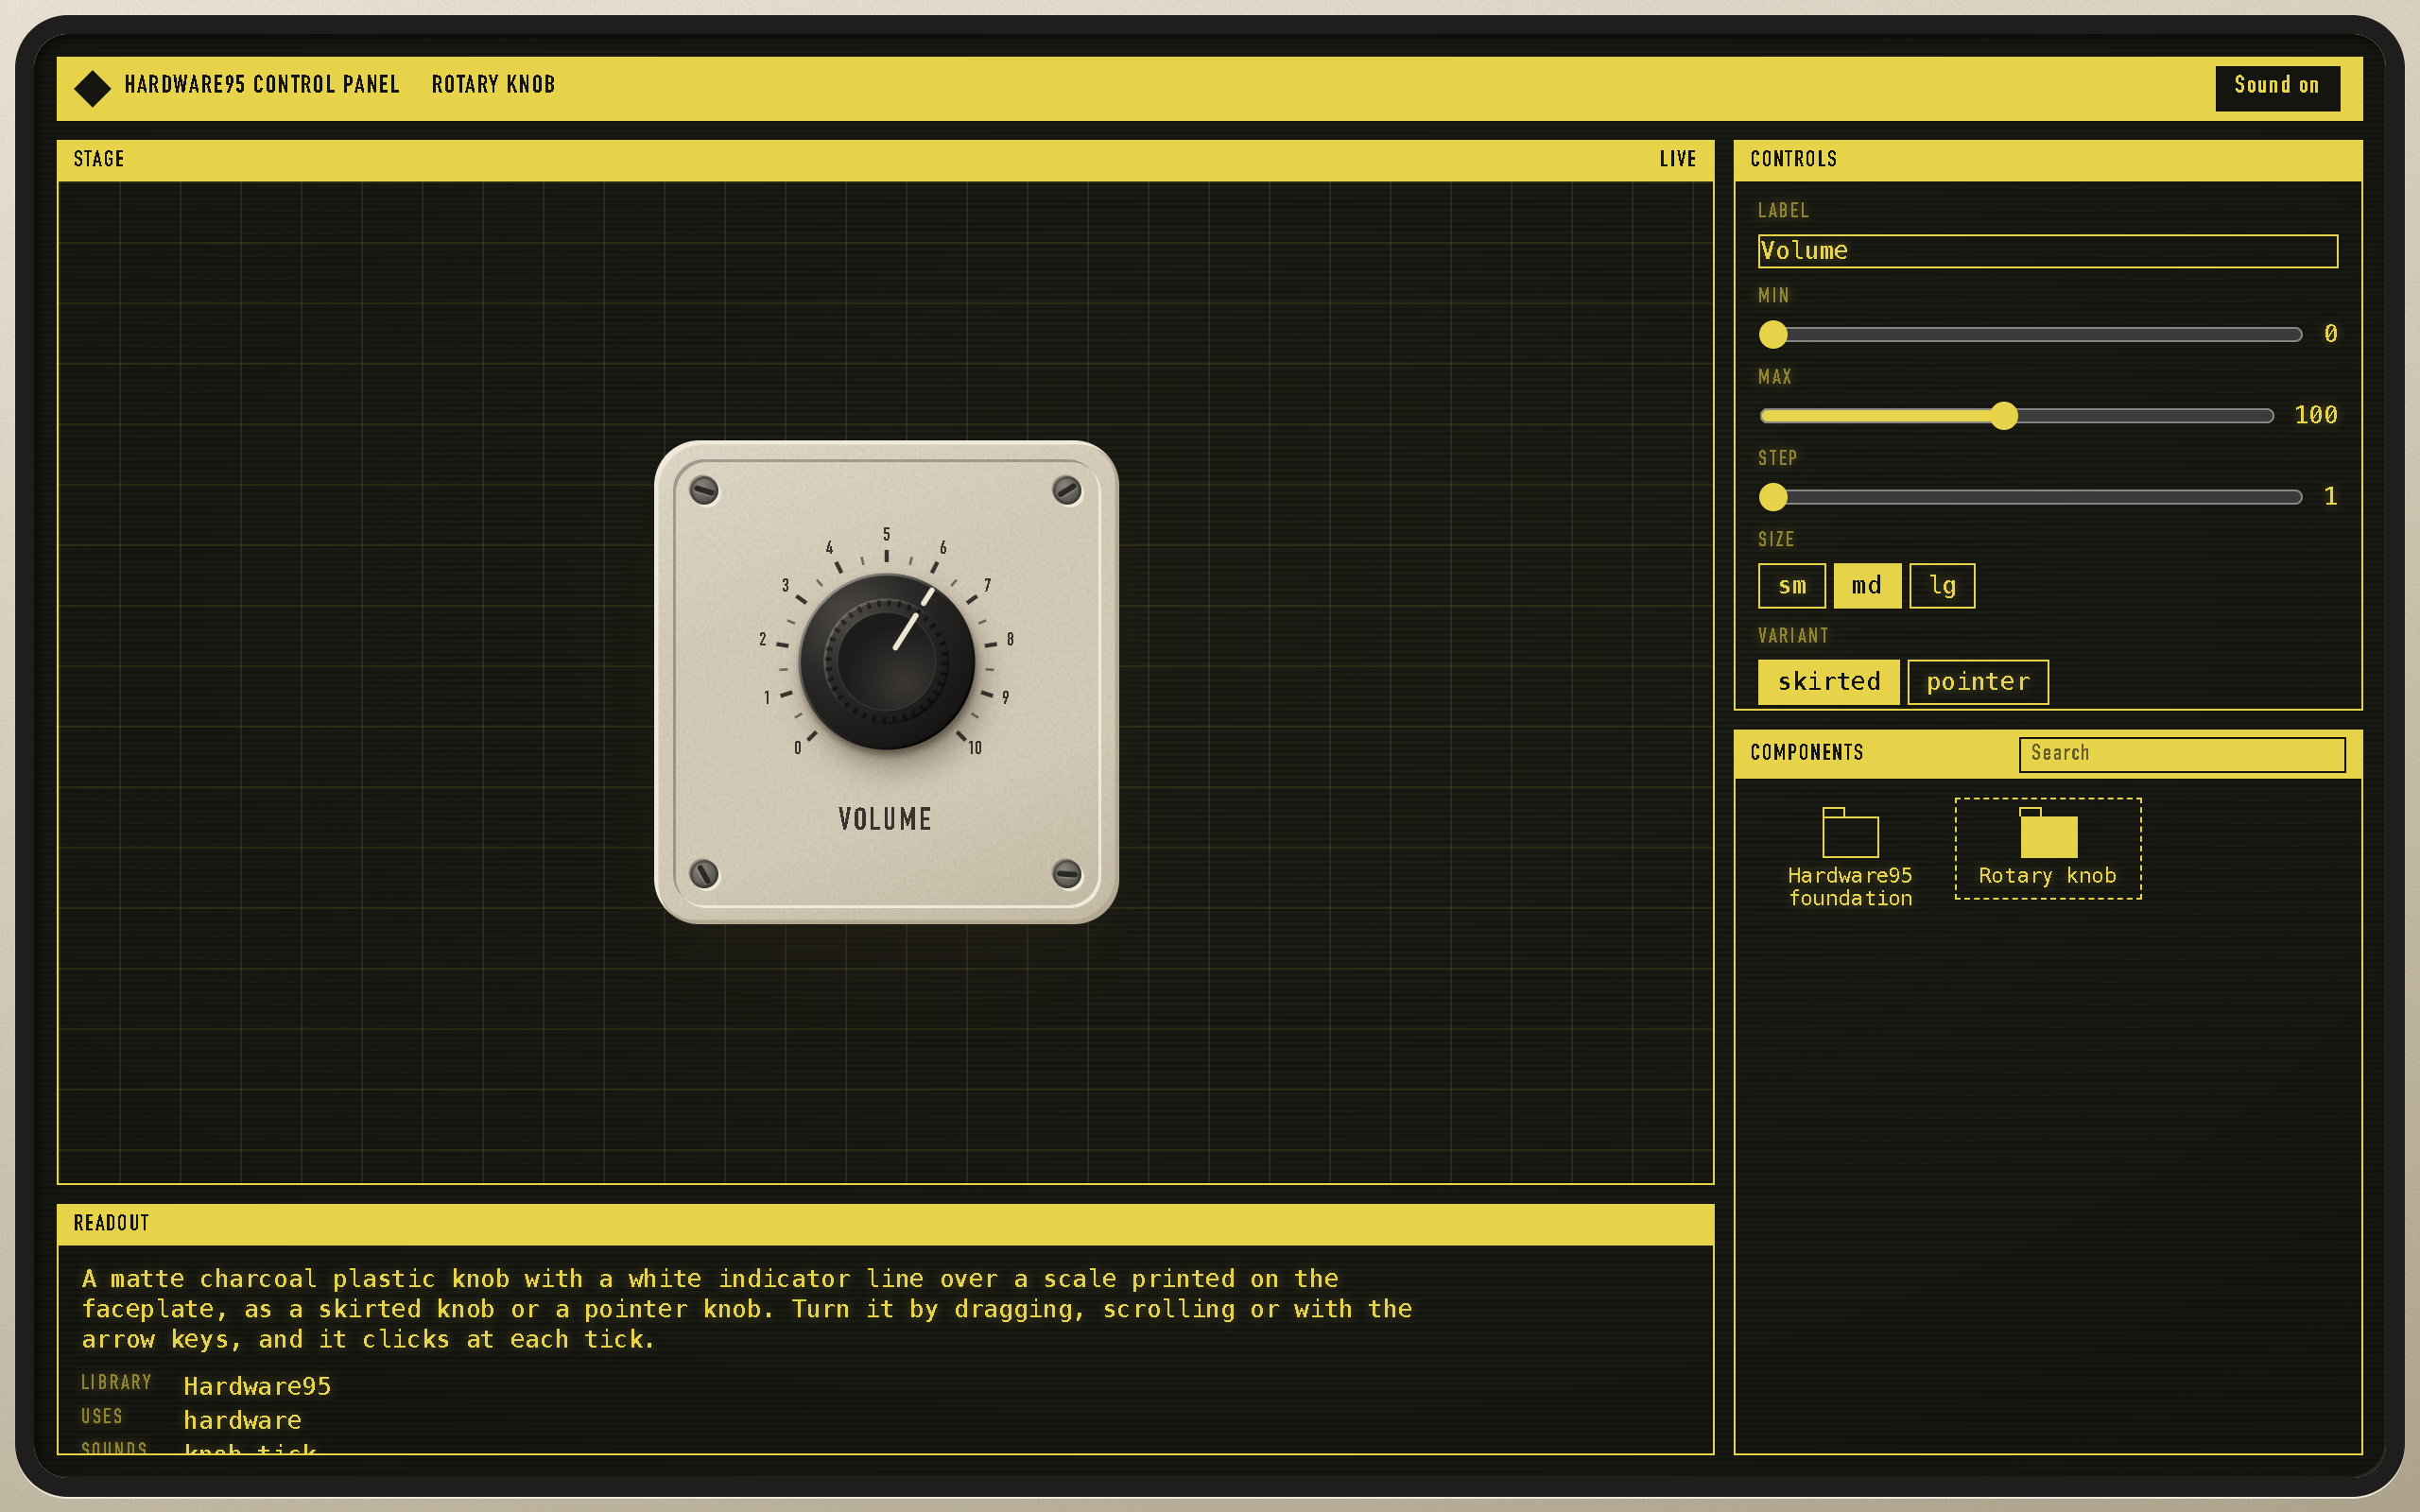 HARDWARE95 CONTROL PANEL ROTARY KNOB
Sound on
STAGE
LIVE
5
4
6
3
7
2
8
1
9
0
10
VOLUME
READOUT
A matte charcoal plastic knob with a white indicator line over a scale printed on the
faceplate, as a skirted knob or a pointer knob. Turn it by dragging, scrolling or with the
arrow keys, and it clicks at each tick.
LIBRARY Hardware95
USES hardware
SOUNDS knob tick
CONTROLS
LABEL
Volume
MIN
0
MAX
100
STEP
1
SIZE
sm md lg
VARIANT
skirted pointer
COMPONENTS
Search
Hardware95
foundation
Rotary knob